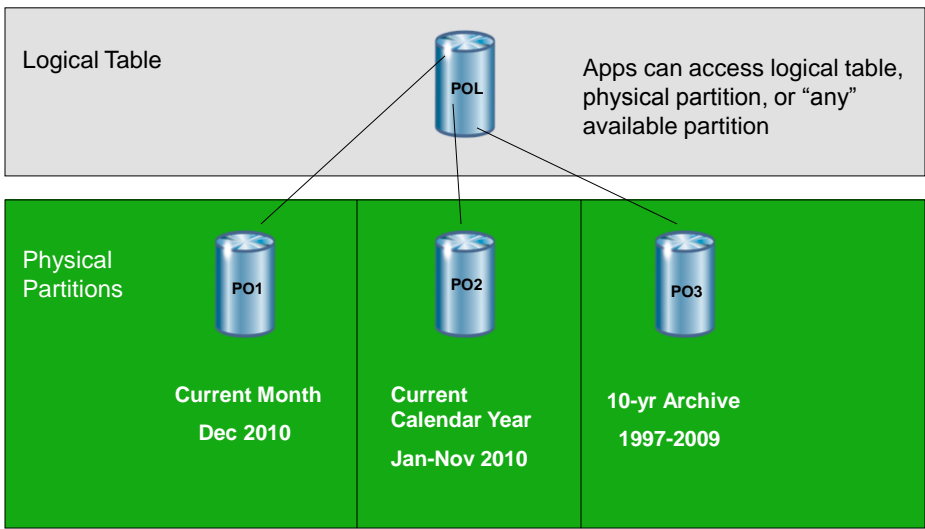 Logical Table
POL
Apps can access logical table,
physical partition, or “any”
available partition
Physical
Partitions
PO1
PO2
PO3
Current Month
Dec 2010
Current
Calendar Year
Jan-Nov 2010
10-yr Archive
1997-2009